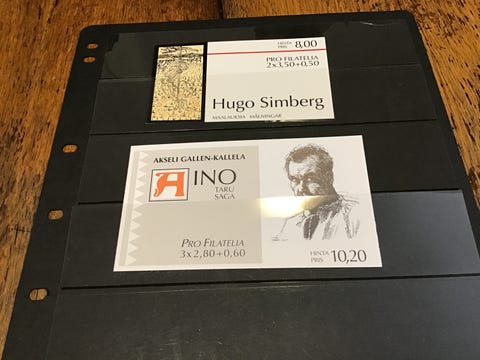 HINTA
PRIS 8,00
PRO FILATELIA
2x3,50+0,50
Hugo Simberg
MAALAUKSIA MÅLNINGAR
AKSELI GALLEN-KALLELA
AINO
TARU
SAGA
PRO FILATELIA
3x2,80+0,60
HINTA
PRIS 10,20